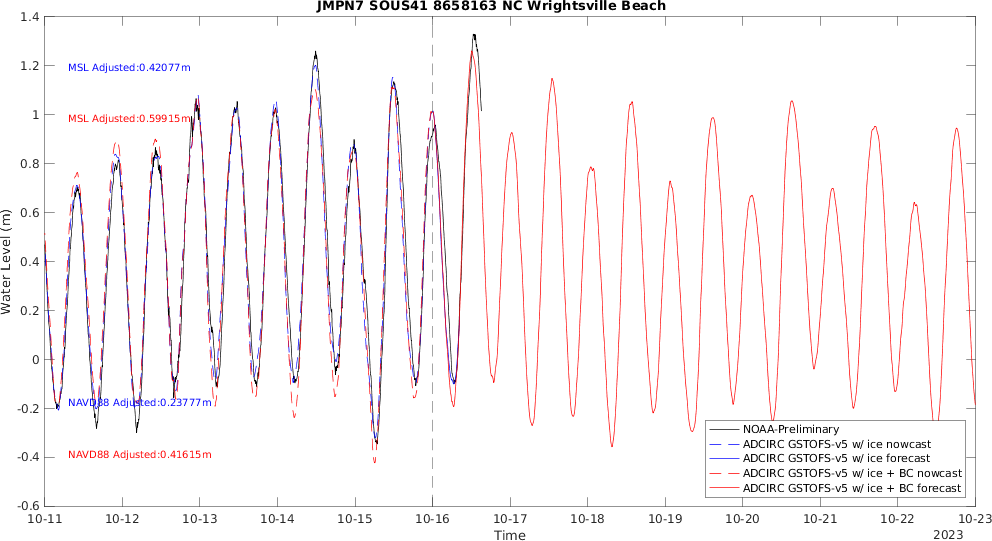 JMPN7 SOUS41 8658163 NC Wrightsville Beach
1.4
1.2
1
0.8
0.6
0.4
0.2
0
-0.2
-0.4
-0.6
Water Level (m)
MSL Adjusted:0.42077m
MSL Adjusted:0.59915m
NAVD88 Adjusted:0.23777m
NAVD88 Adjusted:0.41615m
NOAA-Preliminary
ADCIRC GSTOFS-v5 w/ ice nowcast
ADCIRC GSTOFS-v5 w/ ice forecast
ADCIRC GSTOFS-v5 w/ ice + BC nowcast
ADCIRC GSTOFS-v5 w/ ice + BC forecast
10-11 10-12 10-13 10-14 10-15 10-16 10-17 10-18 10-19 10-20 10-21 10-22 10-23
Time
2023